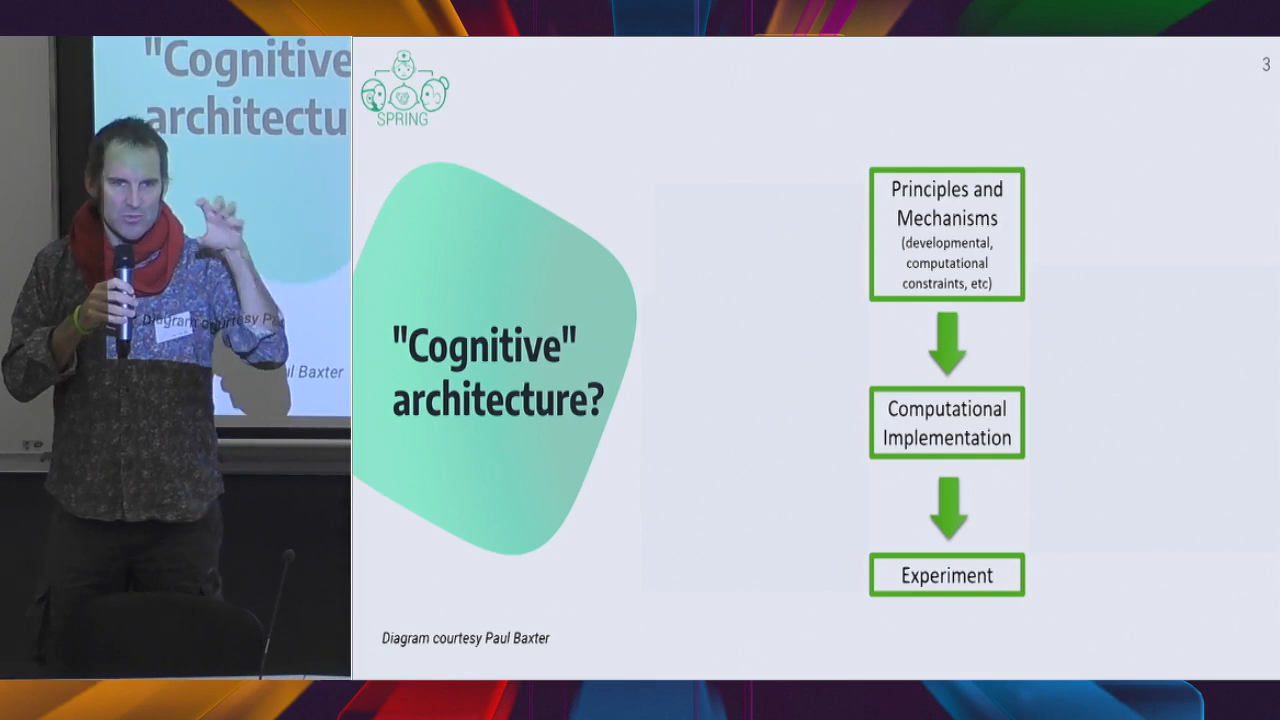 "Cognitive
architectu
Diagram courtesy Pa
ul Baxter
SPRING
3
"Cognitive"
architecture?
Principles and
Mechanisms
(developmental,
computational
constraints, etc)
Computational
Implementation
Experiment
Diagram courtesy Paul Baxter